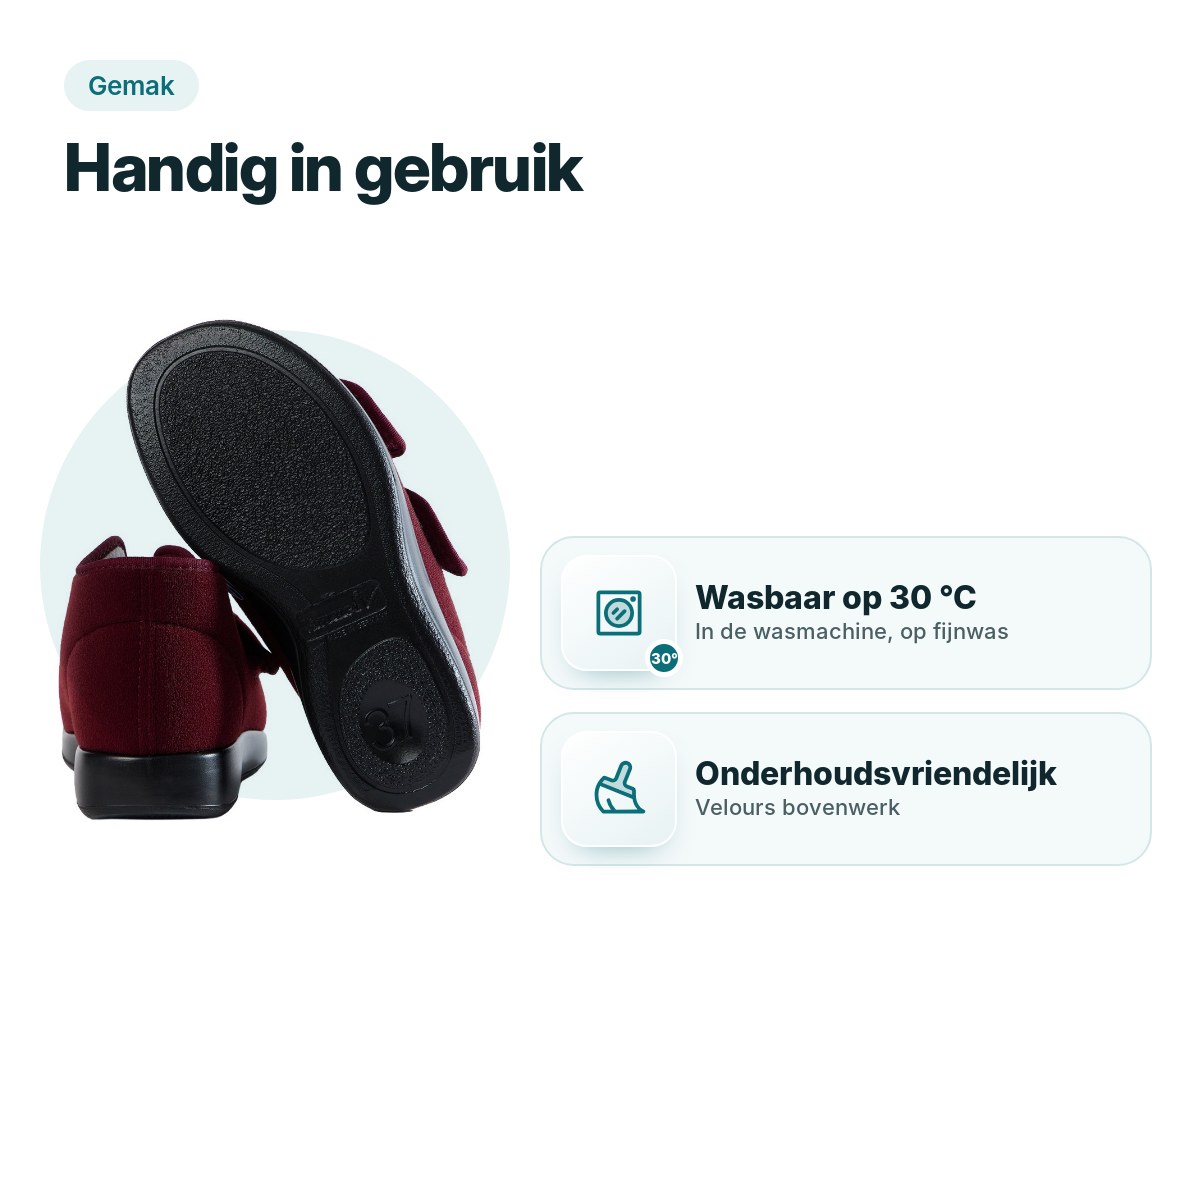 Gemak
Handig in gebruik
37
Wasbaar op 30 °C
In de wasmachine, op fijnwas
30°
Onderhoudsvriendelijk
Velours bovenwerk